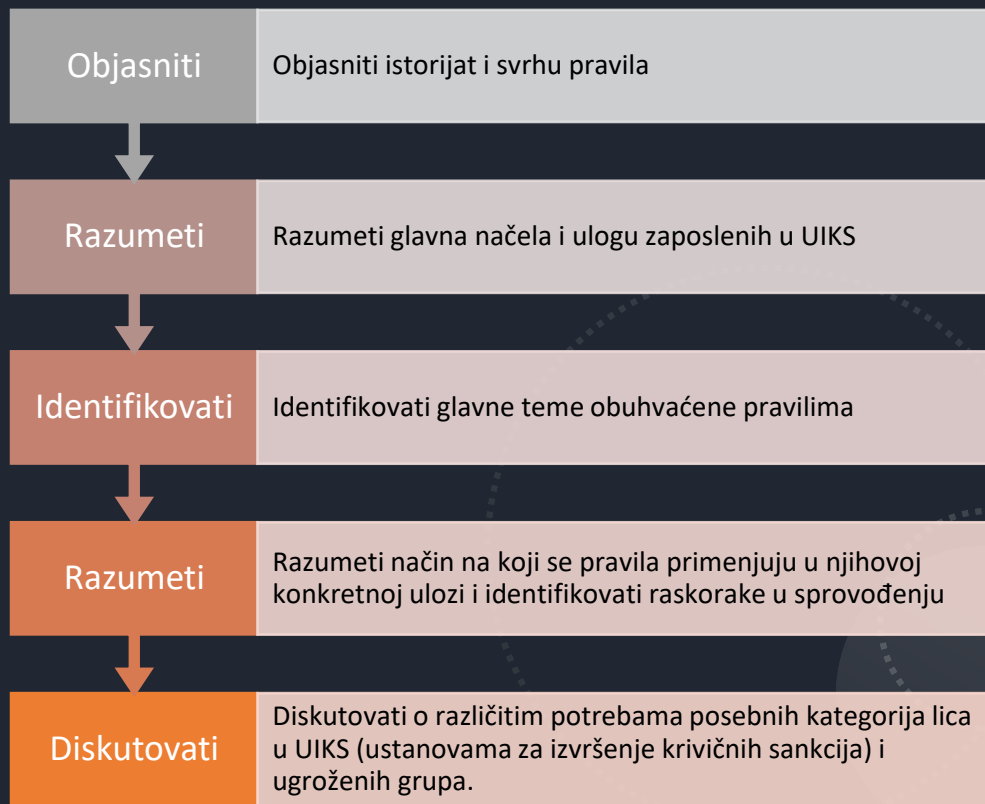 Objasniti
Objasniti istorijat i svrhu pravila
Razumeti
Razumeti glavna načela i ulogu zaposlenih u UIKS
Identifikovati
Identifikovati glavne teme obuhvaćene pravilima
Razumeti
Razumeti način na koji se pravila primenjuju u njihovoj
konkretnoj ulozi i identifikovati raskorake u sprovođenju
Diskutovati
Diskutovati o različitim potrebama posebnih kategorija lica
u UIKS (ustanovama za izvršenje krivičnih sankcija) i
ugroženih grupa.